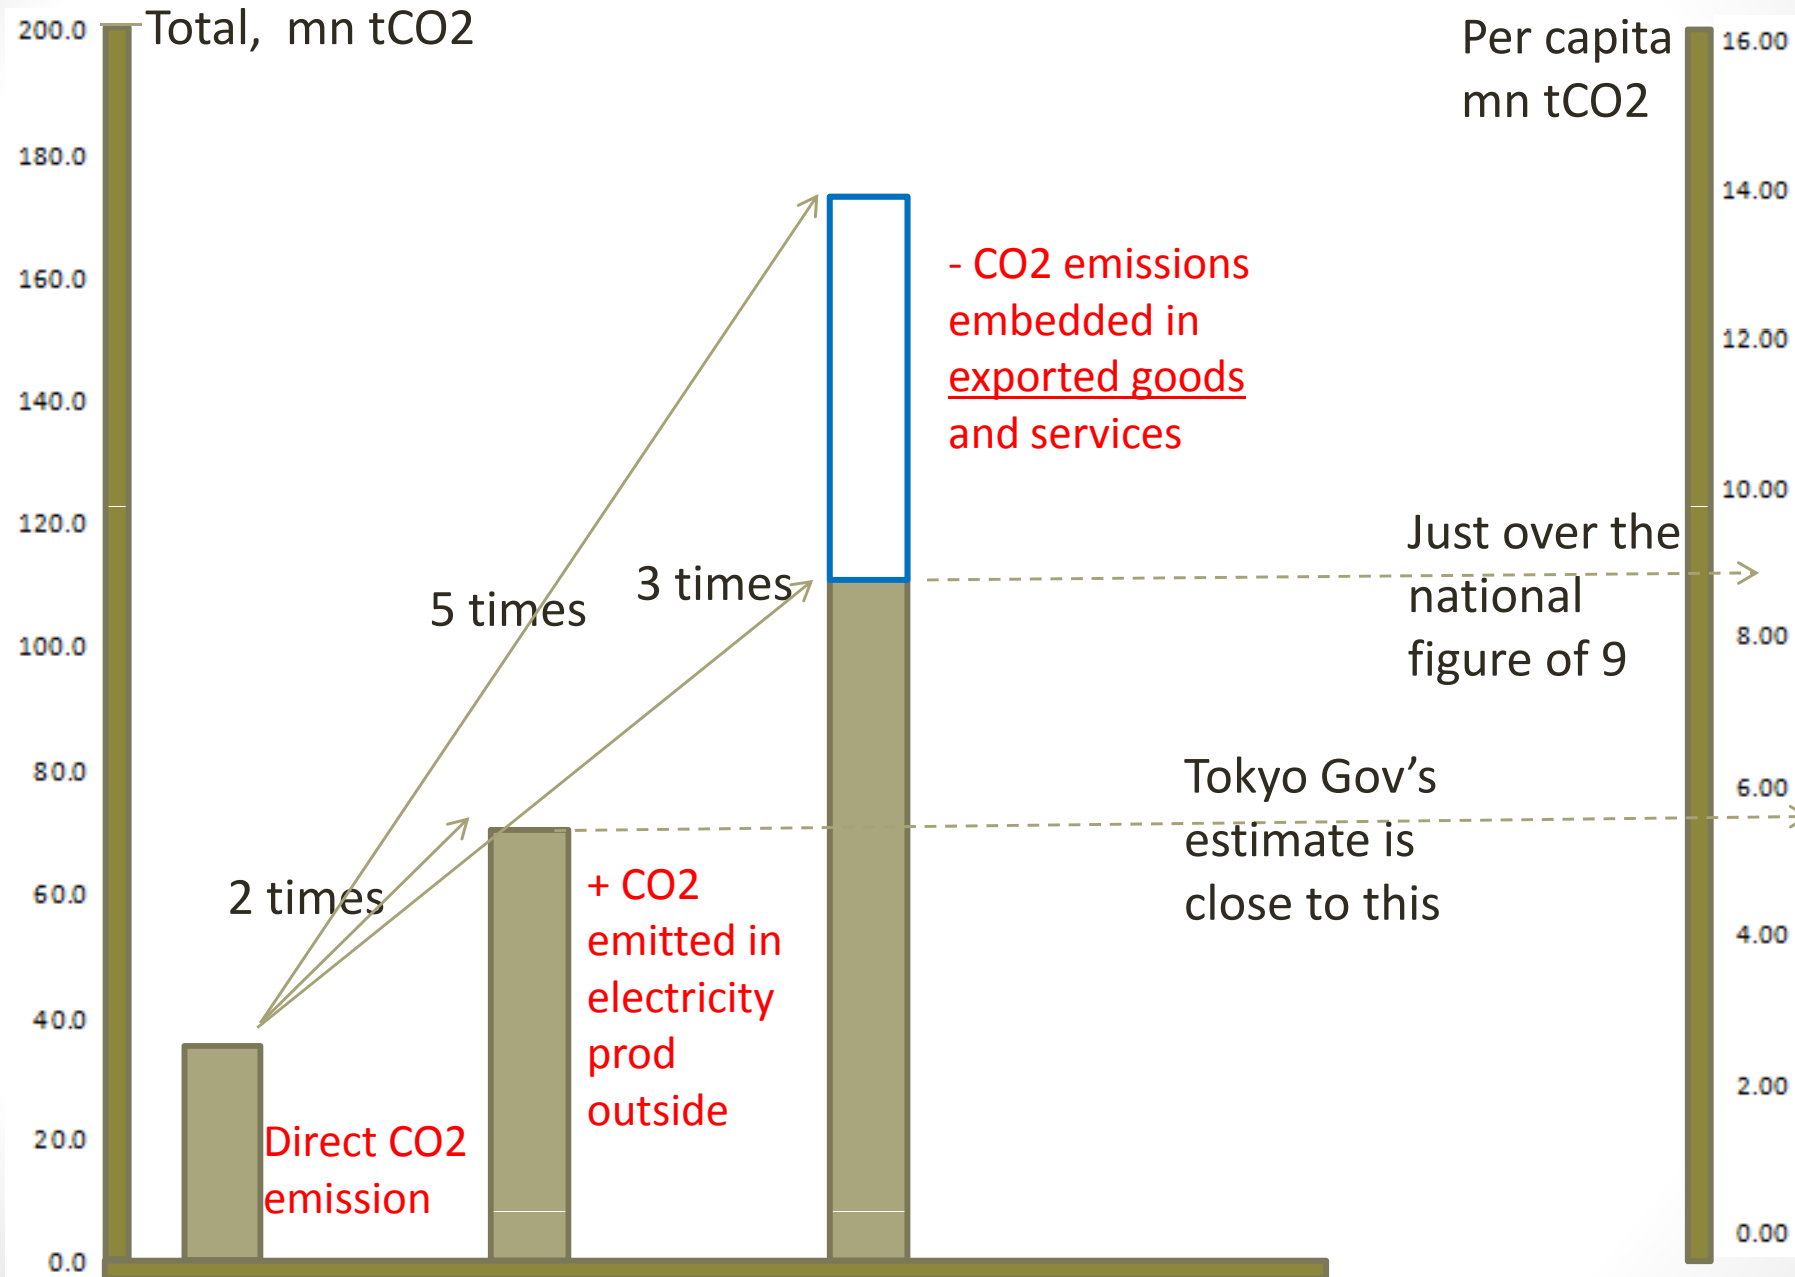 Total, mn tCO2
200.0
180.0
160.0
140.0
120.0
100.0
80.0
60.0
40.0
20.0
0.0
Per capita
mn tCO2
16.00
14.00
12.00
10.00
8.00
6.00
4.00
2.00
0.00
- CO2 emissions
embedded in
exported goods
and services
Just over the
national
figure of 9
5 times
3 times
2 times
Tokyo Gov’s
estimate is
close to this
+ CO2
emitted in
electricity
prod
outside
Direct CO2
emission